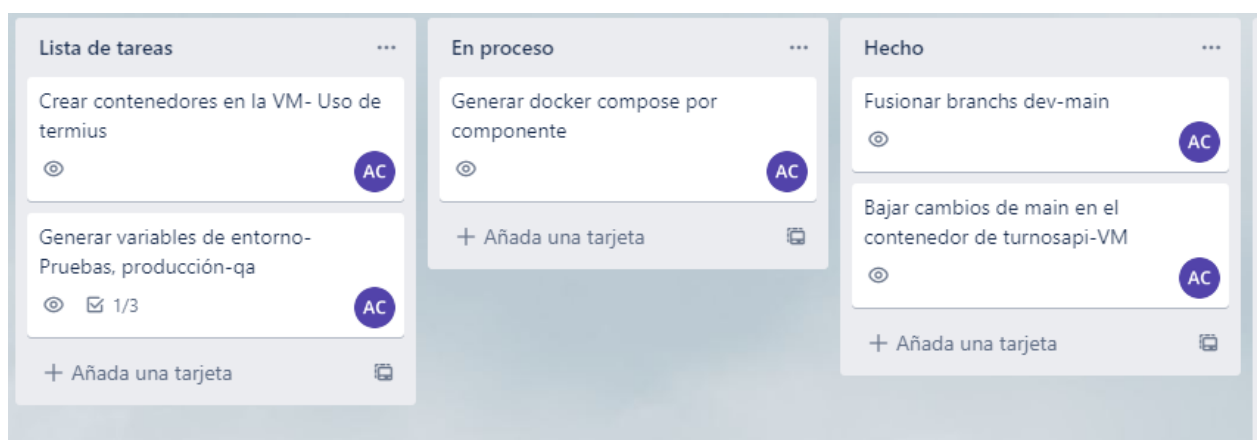 Lista de tareas
Crear contenedores en la VM- Uso de
termius
AC
Generar variables de entorno-
Pruebas, producción-qa
1/3
AC
+ Añada una tarjeta
En proceso
Generar docker compose por
componente
AC
+ Añada una tarjeta
Hecho
Fusionar branchs dev-main
AC
Bajar cambios de main en el
contenedor de turnosapi-VM
AC
+ Añada una tarjeta